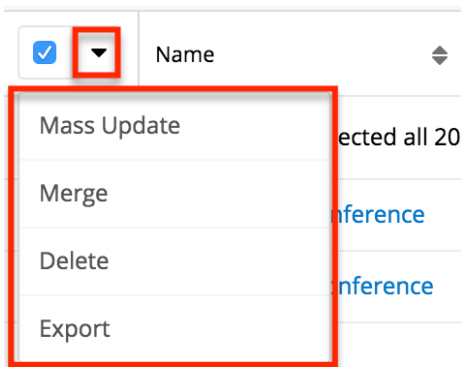 Name
Mass Update
ected all 20
Merge
nference
Delete
nference
Export